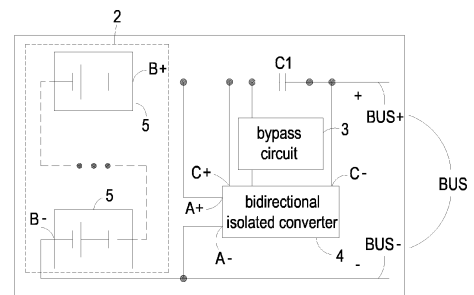 2
B+
5
C1
+
BUS+
bypass
circuit
3
C+
C-
BUS
5
B-
A+
bidirectional
isolated converter
A-
4
BUS-
-